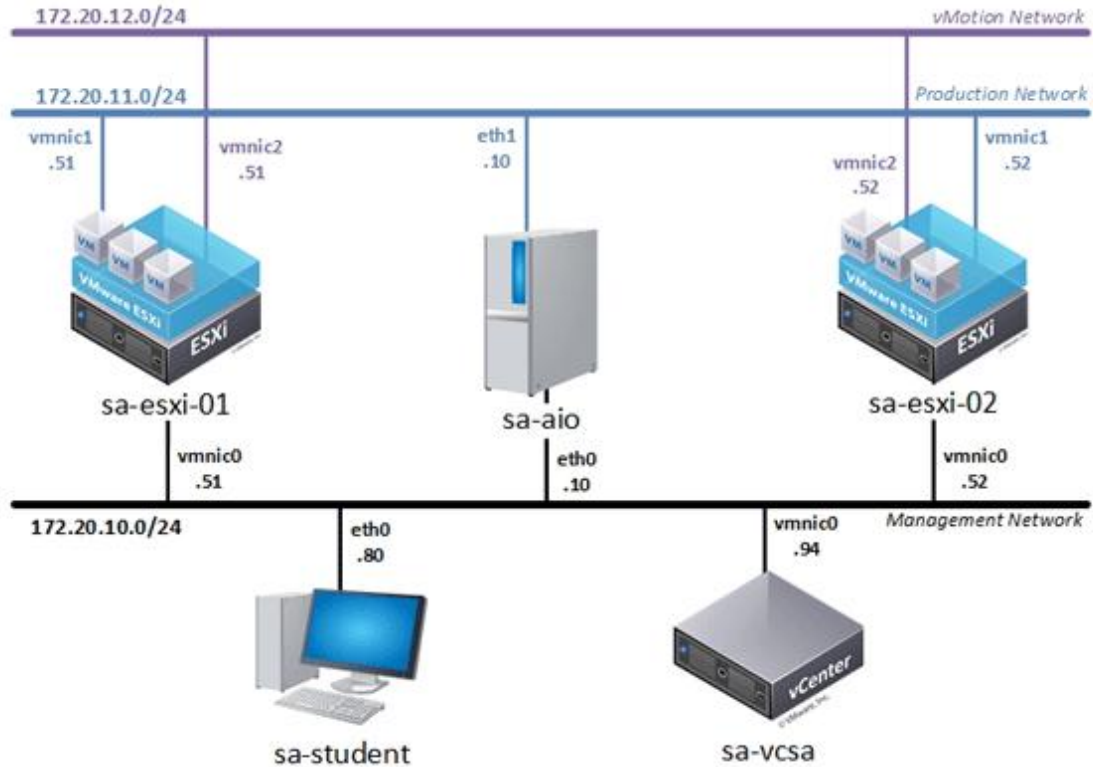 172.20.12.0/24
vMotion Network
172.20.11.0/24
Production Network
vmnic1
.51
vmnic2
.51
eth1
.10
vmnic2
.52
vmnic1
.52
VM
VM
VM
VMware ESXi
ESXi
sa-esxi-01
sa-aio
VM
VM
VM
VMware ESXi
ESXi
sa-esxi-02
vmnic0
.51
eth0
.10
vmnic0
.52
172.20.10.0/24
Management Network
eth0
.80
vmnic0
.94
vCenter
© VMware, Inc.
sa-student
sa-vcsa